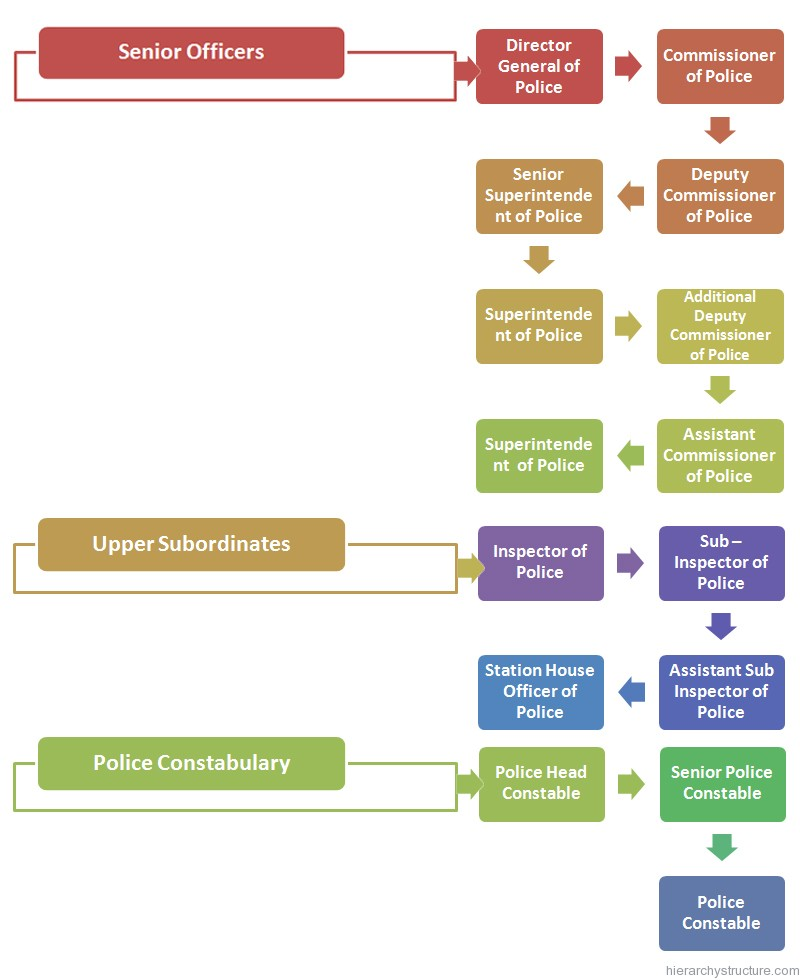 Senior Officers
Director
General of
Police
Commissioner
of Police
Senior
Superintende
nt of Police
Deputy
Commissioner
of Police
Superintende
nt of Police
Additional
Deputy
Commissioner
of Police
Superintende
nt  of Police
Assistant
Commissioner
of Police
Upper Subordinates
Inspector of
Police
Sub –
Inspector of
Police
Station House
Officer of
Police
Assistant Sub
Inspector of
Police
Police Constabulary
Police Head
Constable
Senior Police
Constable
Police
Constable
hierarchystructure.com